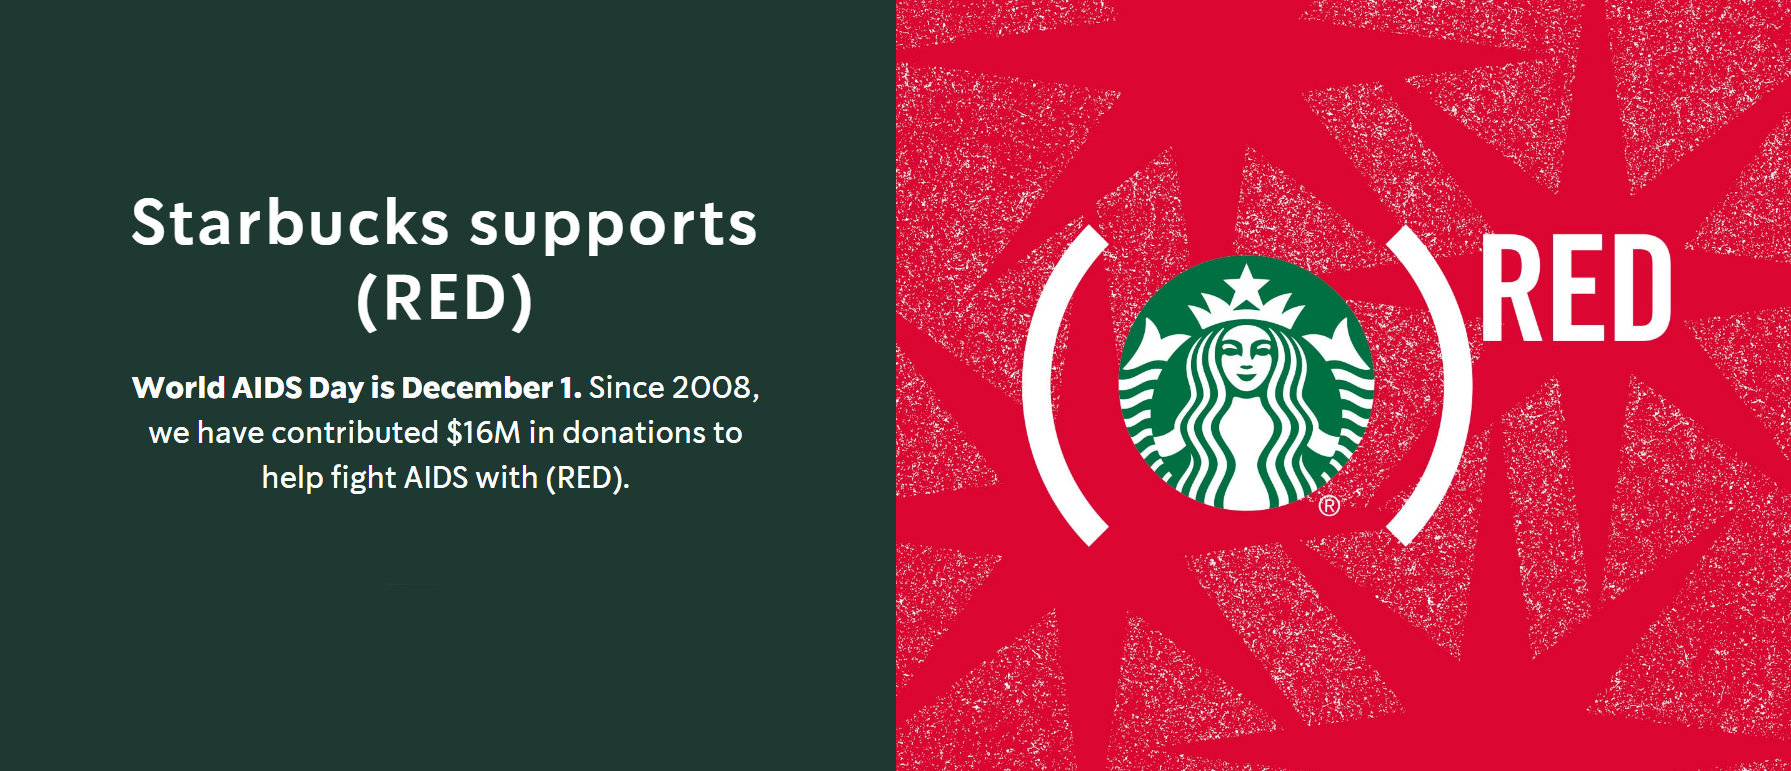 Starbucks supports
(RED)
World AIDS Day is December 1. Since 2008,
we have contributed $16M in donations to
help fight AIDS with (RED).
( )RED
®